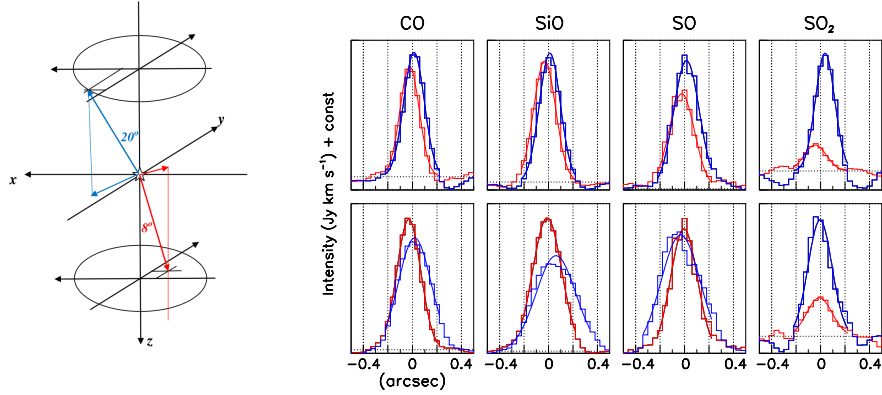 y
20°
x
8°
z
CO SiO SO SO₂
Intensity (Jy km s⁻¹) + const
−0.4 0 0.4 −0.4 0 0.4 −0.4 0 0.4 −0.4 0 0.4
(arcsec)